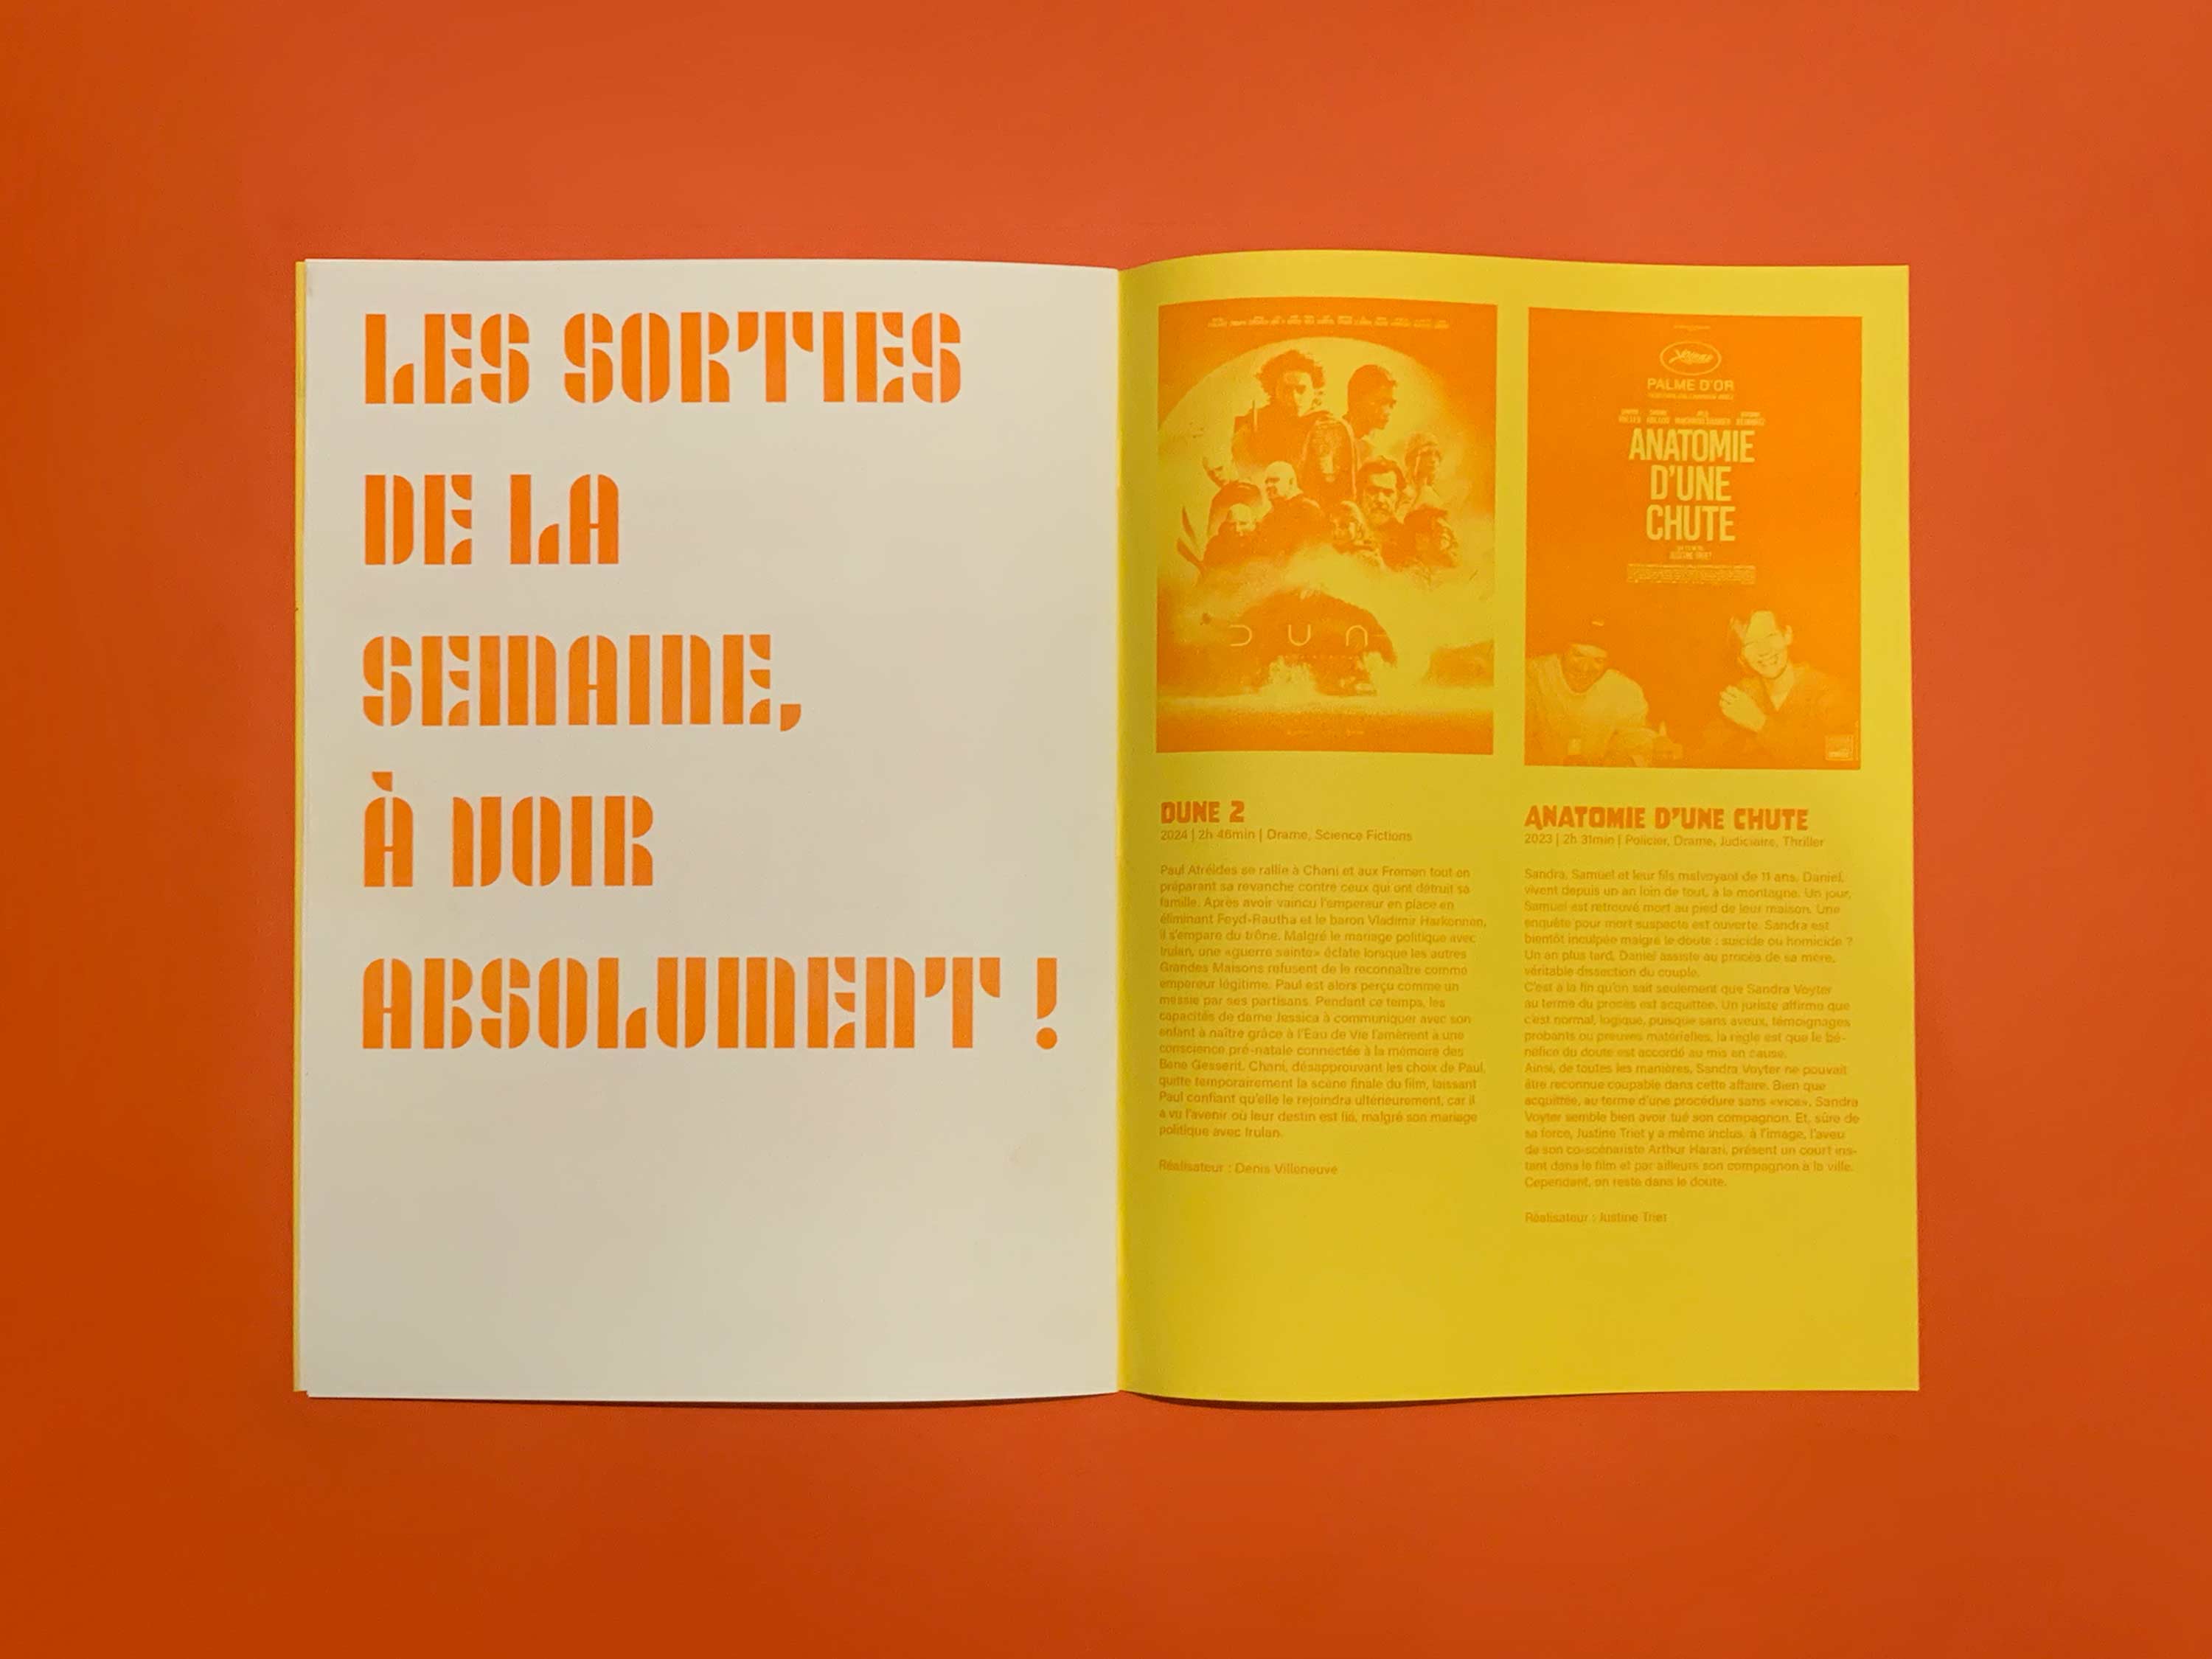 LES SORTIES
DE LA
SEMAINE,
À VOIR
ABSOLUMENT !
DUN
PALME D'OR
ANATOMIE
D'UNE
CHUTE
DUNE 2
2024 | 2h 46min | Drame, Science Fictions
Paul Atréides se rallie à Chani et aux Fremen tout en
préparant sa revanche contre ceux qui ont détruit sa
famille. Après avoir vaincu l'empereur en place en
éliminant Feyd-Rautha et le baron Vladimir Harkonnen,
il s'empare du trône. Malgré le mariage politique avec
Irulan, une «guerre sainte» éclate lorsque les autres
Grandes Maisons refusent de le reconnaître comme
empereur légitime. Paul est alors perçu comme un
messie par ses partisans. Pendant ce temps, les
capacités de dame Jessica à communiquer avec son
enfant à naître grâce à l'Eau de Vie l'amènent à une
conscience pré-natale connectée à la mémoire des
Bene Gesserit. Chani, désapprouvant les choix de Paul,
quitte temporairement la scène finale du film, laissant
Paul confiant qu'elle le rejoindra ultérieurement, car il
a vu l'avenir où leur destin est lié, malgré son mariage
politique avec Irulan.
Réalisateur : Denis Villeneuve
ANATOMIE D'UNE CHUTE
2023 | 2h 31min | Policier, Drame, Judiciaire, Thriller
Sandra, Samuel et leur fils malvoyant de 11 ans, Daniel,
vivent depuis un an loin de tout, à la montagne. Un jour,
Samuel est retrouvé mort au pied de leur maison. Une
enquête pour mort suspecte est ouverte. Sandra est
bientôt inculpée malgré le doute : suicide ou homicide ?
Un an plus tard, Daniel assiste au procès de sa mère,
véritable dissection du couple.
C'est à la fin qu'on sait seulement que Sandra Voyter
au terme du procès est acquittée. Un juriste affirme que
c'est normal, logique, puisque sans aveux, témoignages
probants ou preuves matérielles, la règle est que le bé-
néfice du doute est accordé au mis en cause.
Ainsi, de toutes les manières, Sandra Voyter ne pouvait
être reconnue coupable dans cette affaire. Bien que
acquittée, au terme d'une procédure sans «vice», Sandra
Voyter semble bien avoir tué son compagnon. Et, sûre de
sa force, Justine Triet y a même inclus, à l'image, l'aveu
de son co-scénariste Arthur Harari, présent un court ins-
tant dans le film et par ailleurs son compagnon à la ville.
Cependant, on reste dans le doute.
Réalisateur : Justine Triet